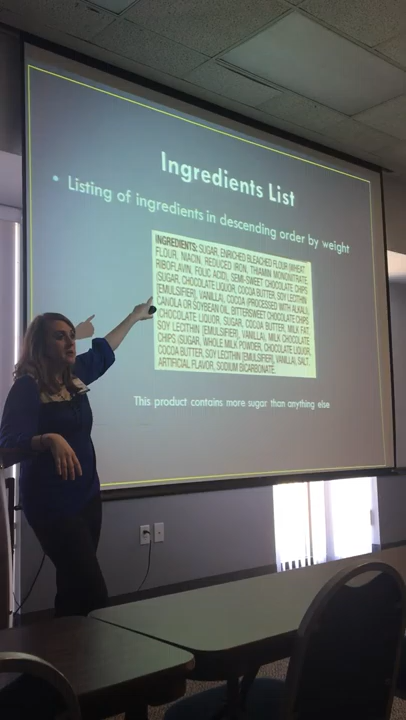 Ingredients List
• Listing of ingredients in descending order by weight
INGREDIENTS: SUGAR, ENRICHED BLEACHED FLOUR (WHEAT
FLOUR, NIACIN, REDUCED IRON, THIAMIN MONONITRATE,
RIBOFLAVIN, FOLIC ACID), SEMI-SWEET CHOCOLATE CHIPS
(SUGAR, CHOCOLATE LIQUOR, COCOA BUTTER, SOY LECITHIN
(EMULSIFIER), VANILLA), COCOA (PROCESSED WITH ALKALI),
CANOLA OR SOYBEAN OIL, BITTERSWEET CHOCOLATE CHIPS
CHOCOLATE LIQUOR, SUGAR, COCOA BUTTER, MILK FAT,
SOY LECITHIN (EMULSIFIER), VANILLA), MILK CHOCOLATE
CHIPS (SUGAR, WHOLE MILK POWDER, CHOCOLATE LIQUOR,
COCOA BUTTER, SOY LECITHIN (EMULSIFIER), VANILLA), SALT,
ARTIFICIAL FLAVOR, SODIUM BICARBONATE.
This product contains more sugar than anything else